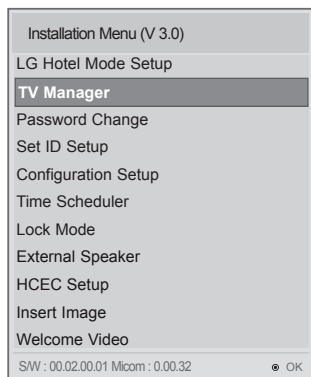 Installation Menu (V 3.0)
LG Hotel Mode Setup
TV Manager
Password Change
Set ID Setup
Configuration Setup
Time Scheduler
Lock Mode
External Speaker
HCEC Setup
Insert Image
Welcome Video
S/W : 00.02.00.01 Micom : 0.00.32 OK